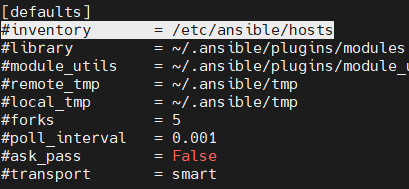 [defaults]
#inventory = /etc/ansible/hosts
#library = ~/.ansible/plugins/modules
#module_utils = ~/.ansible/plugins/module_
#remote_tmp = ~/.ansible/tmp
#local_tmp = ~/.ansible/tmp
#forks = 5
#poll_interval = 0.001
#ask_pass = False
#transport = smart